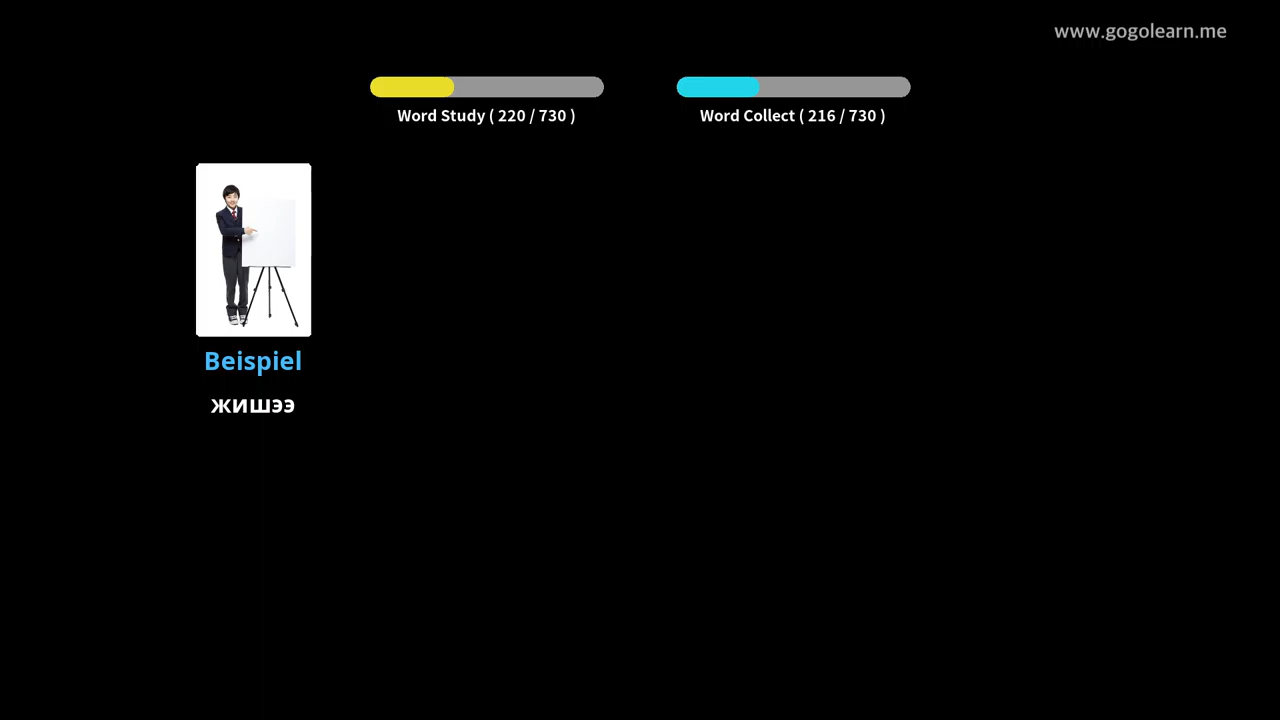 www.gogolearn.me
Word Study ( 220 / 730 )
Word Collect ( 216 / 730 )
Beispiel
жишээ